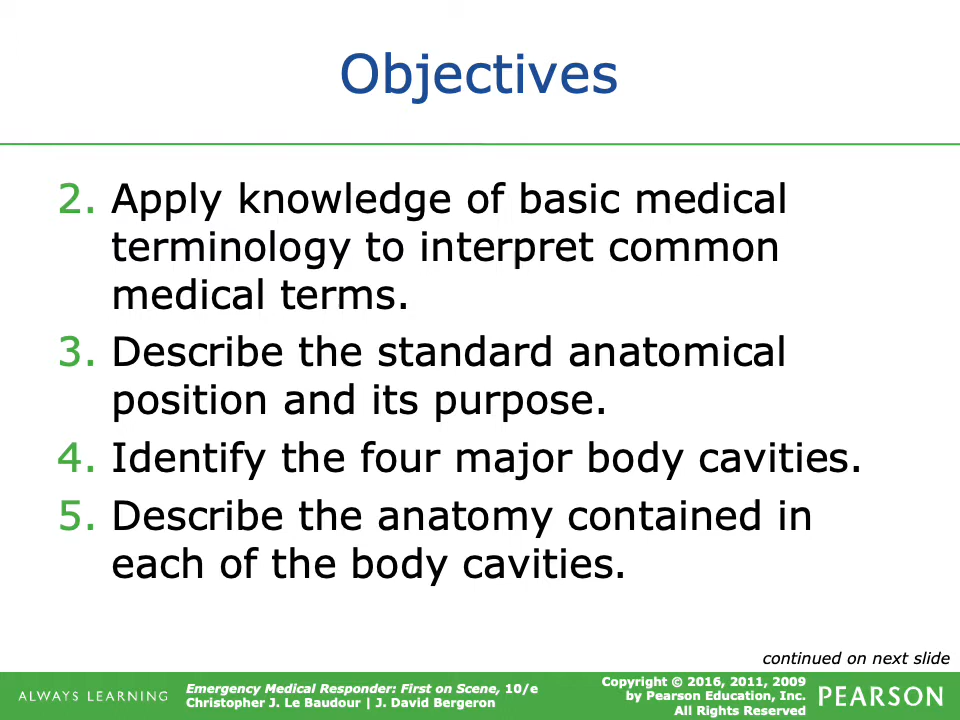 Objectives
2. Apply knowledge of basic medical
terminology to interpret common
medical terms.
3. Describe the standard anatomical
position and its purpose.
4. Identify the four major body cavities.
5. Describe the anatomy contained in
each of the body cavities.
continued on next slide
ALWAYS LEARNING
Emergency Medical Responder: First on Scene, 10/e
Christopher J. Le Baudour | J. David Bergeron
Copyright © 2016, 2011, 2009
by Pearson Education, Inc.
All Rights Reserved
PEARSON